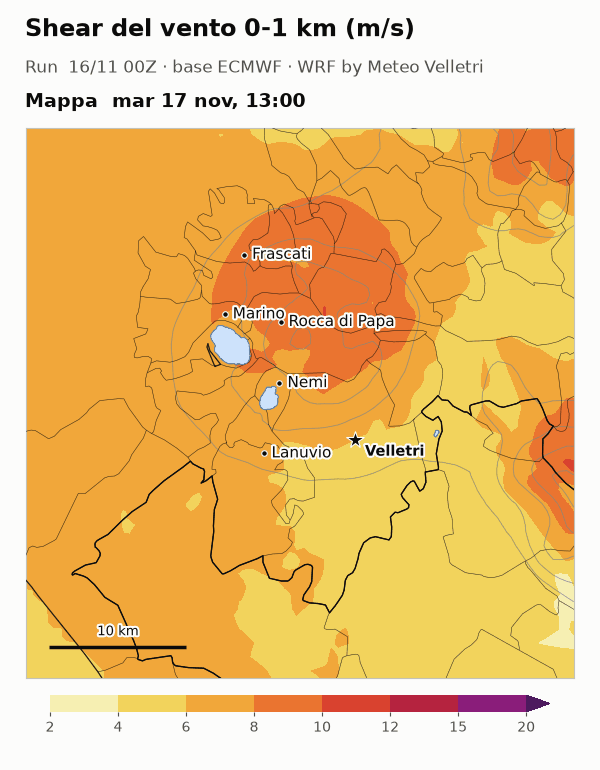 Shear del vento 0-1 km (m/s)
Run  16/11 00Z · base ECMWF · WRF by Meteo Velletri
Mappa  mar 17 nov, 13:00
Frascati
Marino
Rocca di Papa
Nemi
Velletri
Lanuvio
10 km
2 4 6 8 10 12 15 20